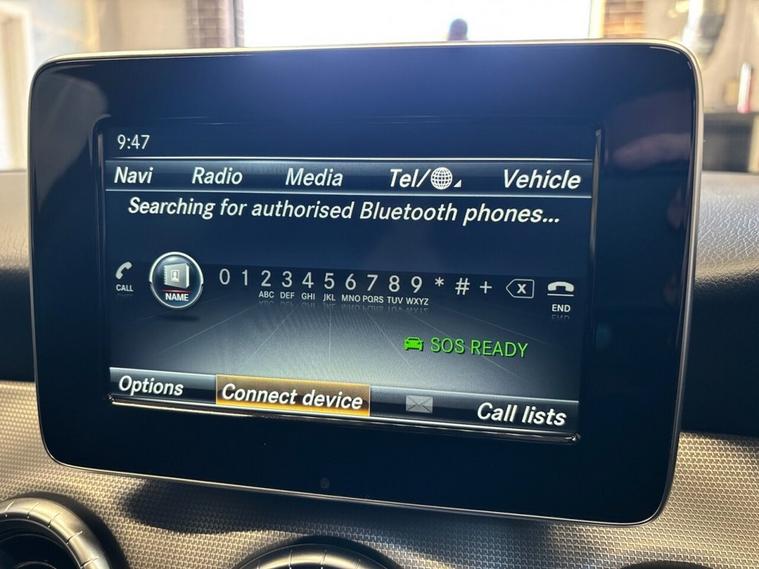 9:47
Navi Radio Media Tel/ Vehicle
Searching for authorised Bluetooth phones...
0 1 2 3 4 5 6 7 8 9 * # + X
CALL NAME ABC DEF GHI JKL MNO PQRS TUV WXYZ END
SOS READY
Options Connect device Call lists